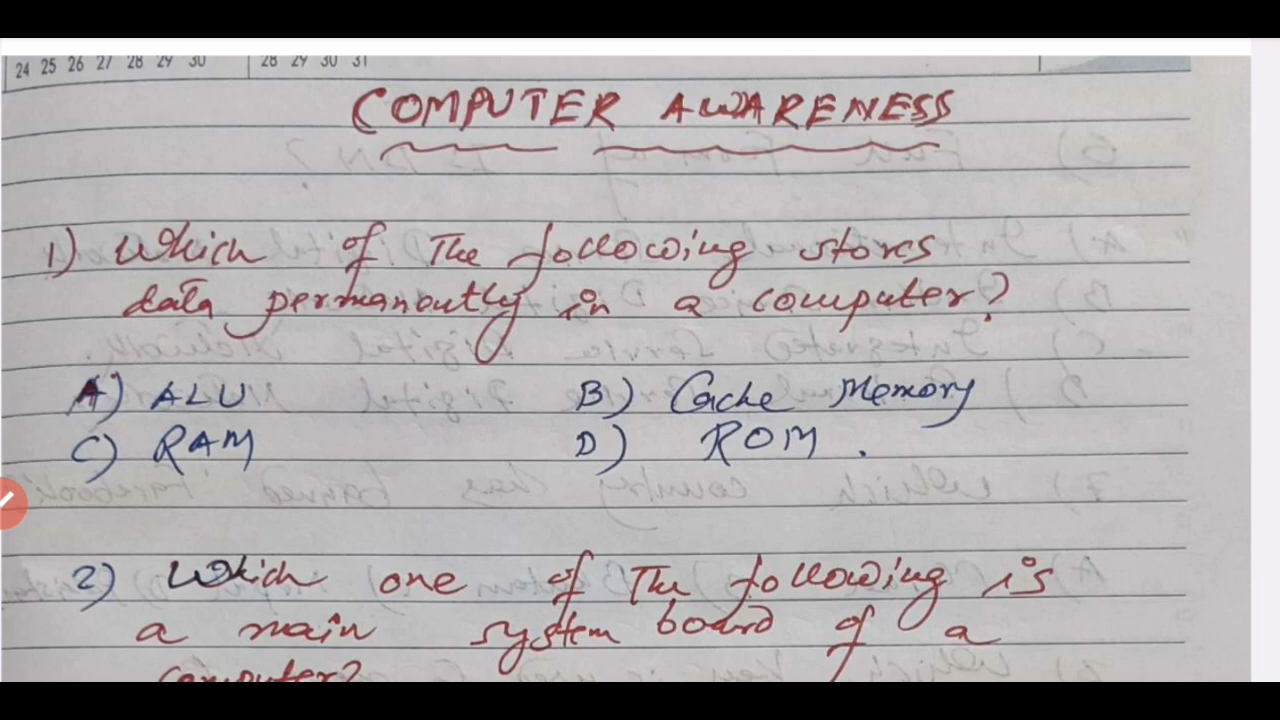 24 25 26 27 28 29 30 28 29 30 31
COMPUTER AWARENESS
1) Which of The following stores
data permanoutly in a computer?
A) ALU B) Cache Memory
C) RAM D) ROM .
2) Which one of The following is
a main system board of a
computer?